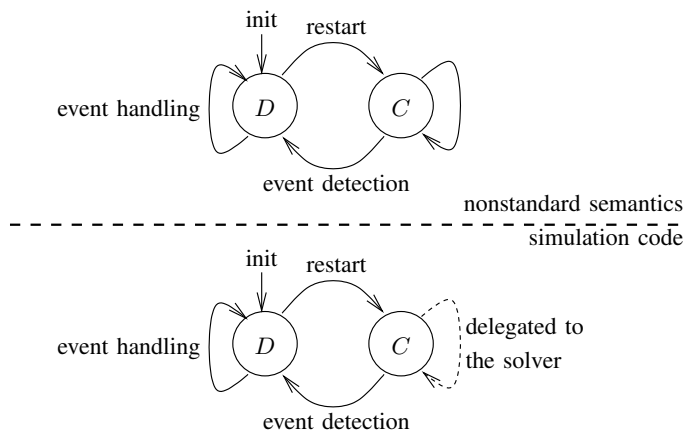 init
restart
event handling
D
C
event detection
nonstandard semantics
simulation code
init
restart
event handling
D
C
delegated to
the solver
event detection